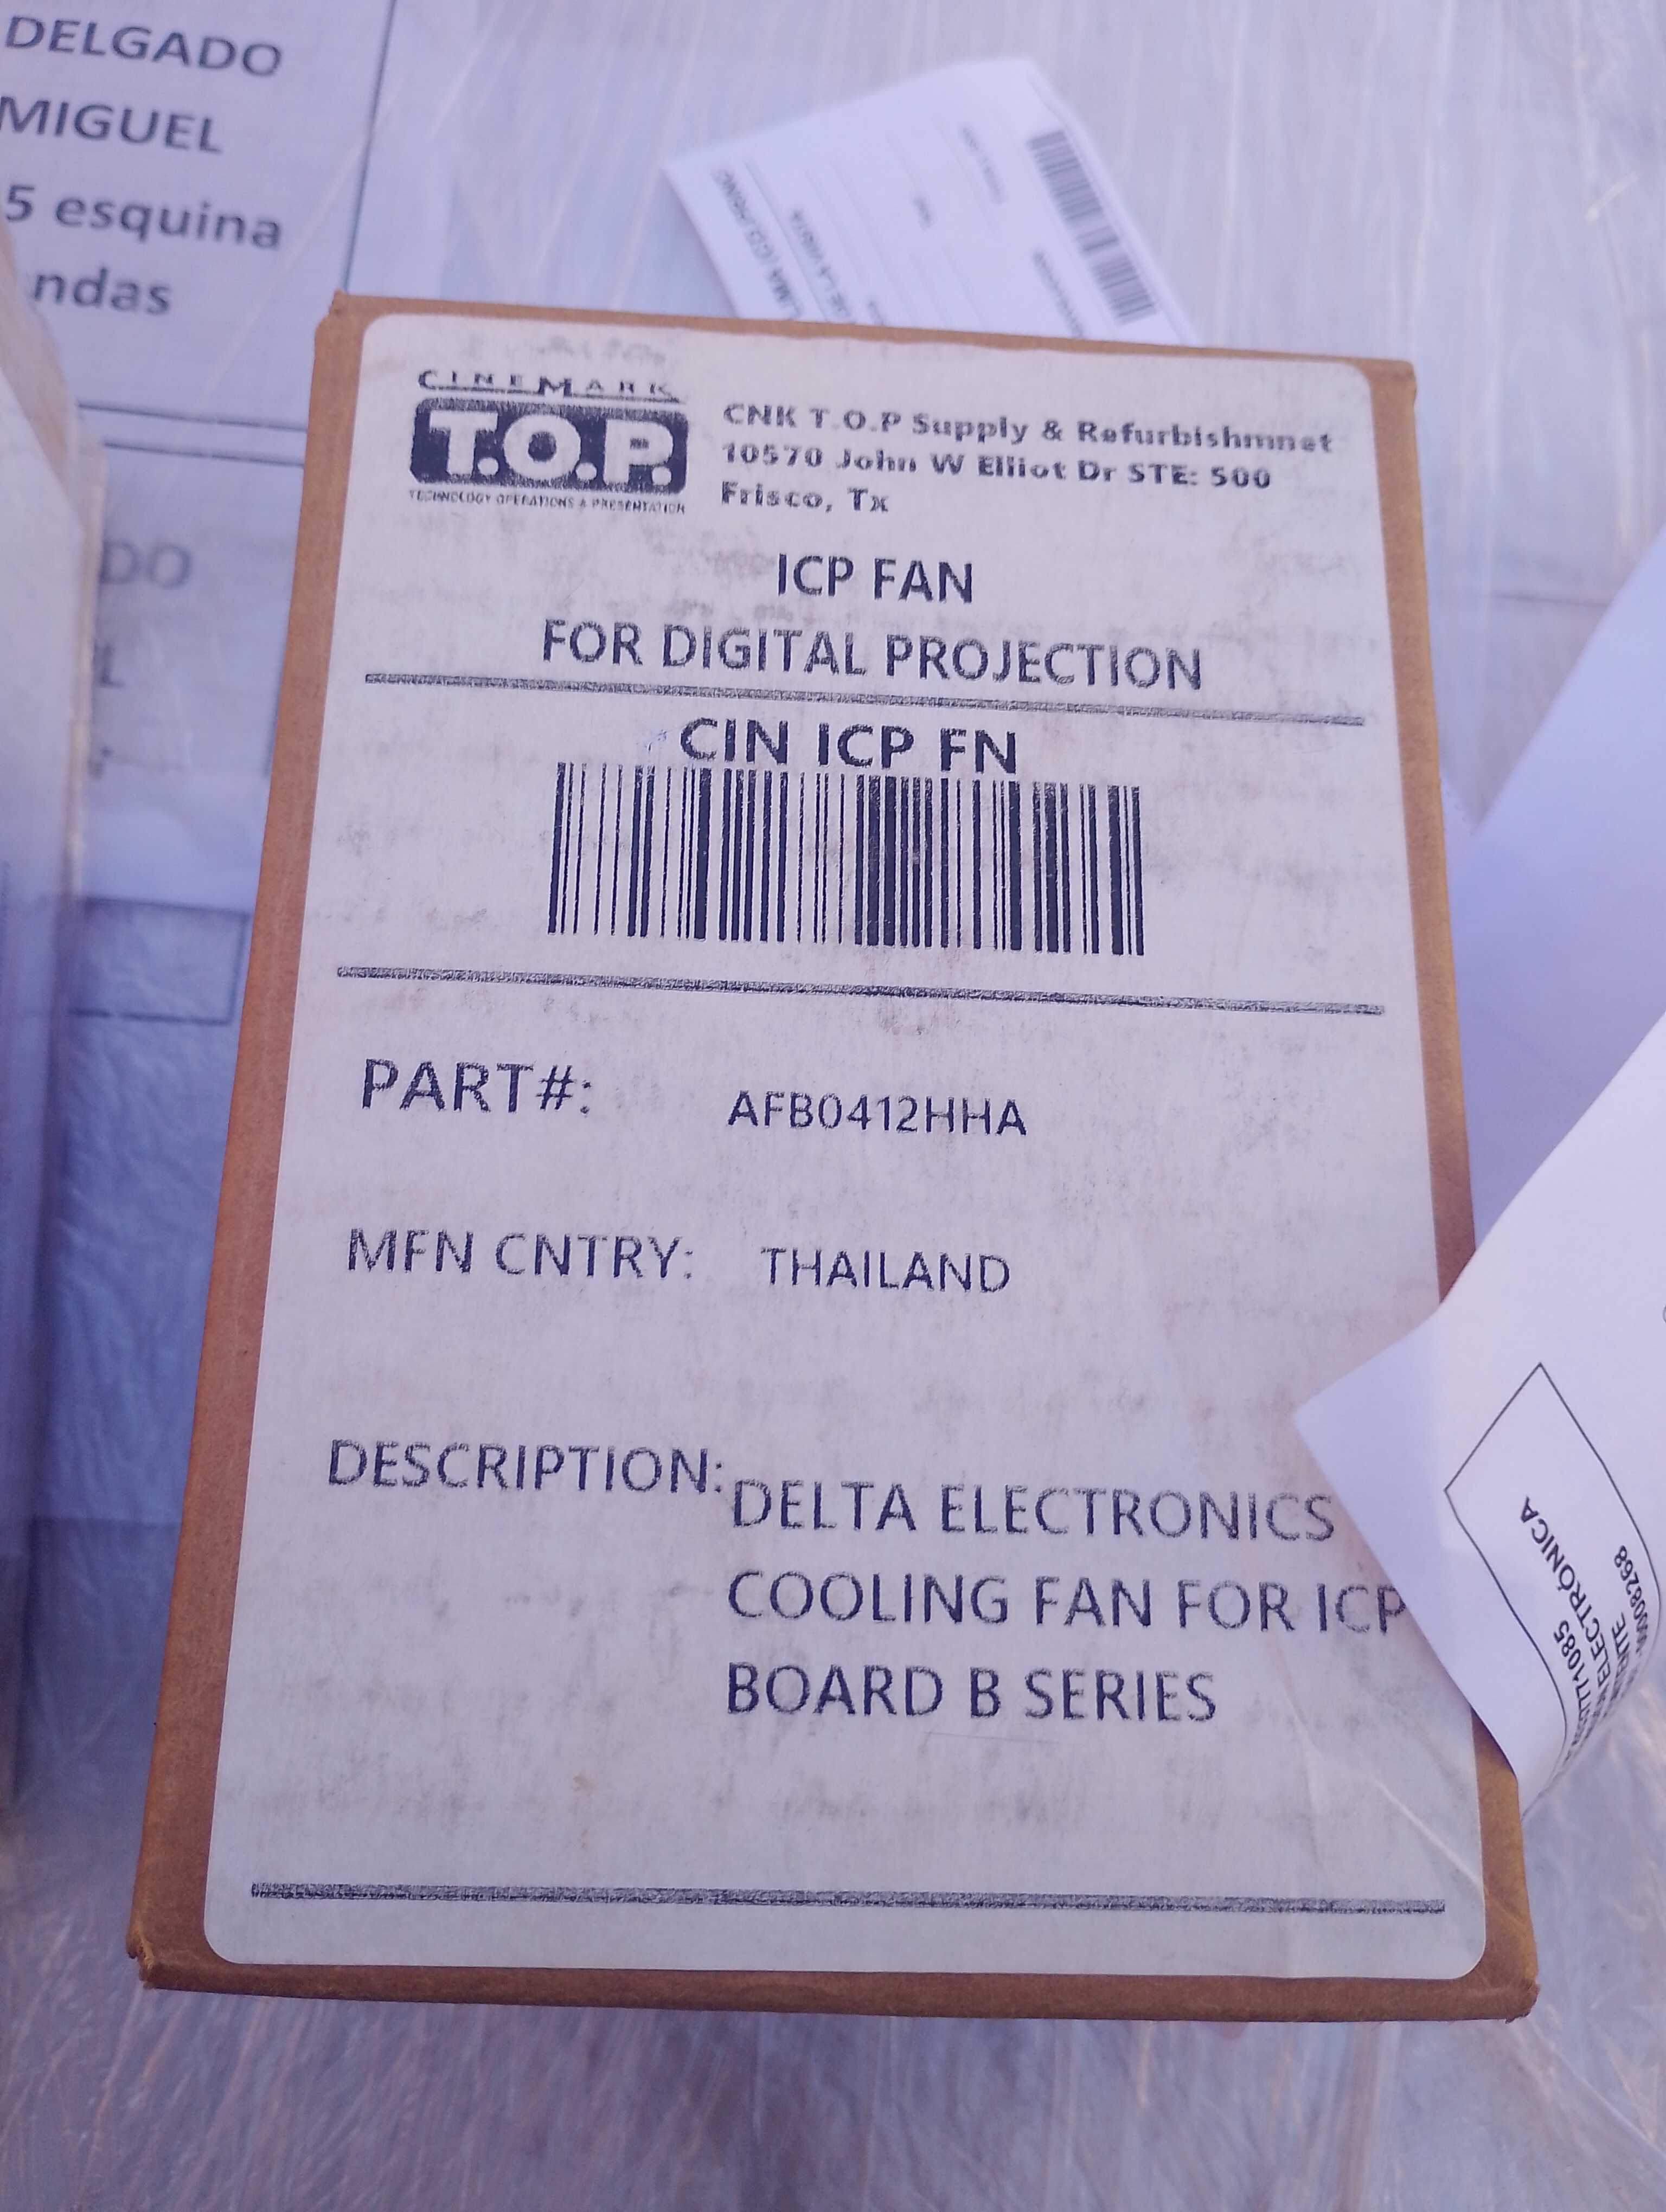 DELGADO
MIGUEL
5 esquina
ndas
DO
CINEMARK
T.O.P.
TECHNOLOGY OPERATIONS & PRESENTATION
CNK T.O.P Supply & Refurbishmnet
10570 John W Elliot Dr STE: 500
Frisco, Tx
ICP FAN
FOR DIGITAL PROJECTION
CIN ICP FN
PART#: AFB0412HHA
MFN CNTRY: THAILAND
DESCRIPTION: DELTA ELECTRONICS
COOLING FAN FOR ICP
BOARD B SERIES
ELECTRÓNICA